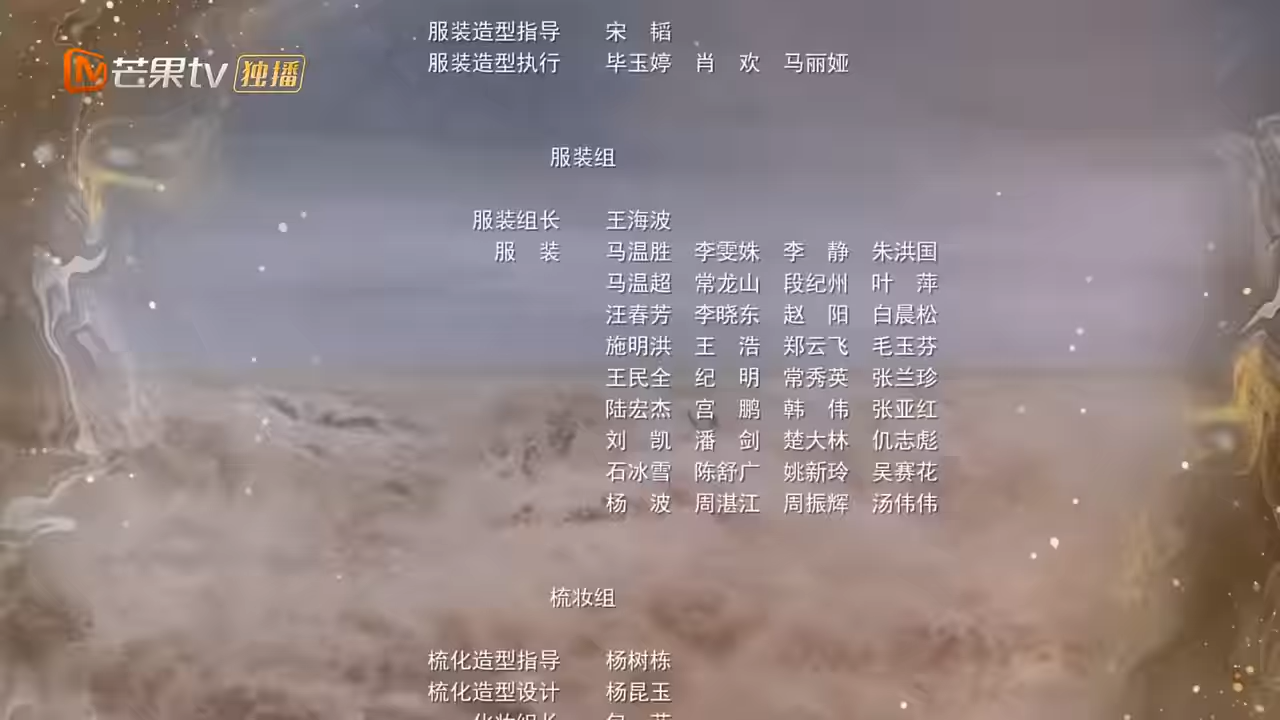 服装造型指导 宋 韬
服装造型执行 毕玉婷 肖 欢 马丽娅
芒果tv 独播
服装组
服装组长 王海波
服 装 马温胜 李雯姝 李 静 朱洪国
马温超 常龙山 段纪州 叶 萍
汪春芳 李晓东 赵 阳 白晨松
施明洪 王 浩 郑云飞 毛玉芬
王民全 纪 明 常秀英 张兰珍
陆宏杰 宫 鹏 韩 伟 张亚红
刘 凯 潘 剑 楚大林 仉志彪
石冰雪 陈舒广 姚新玲 吴赛花
杨 波 周湛江 周振辉 汤伟伟
梳妆组
梳化造型指导 杨树栋
梳化造型设计 杨昆玉
化妆组长